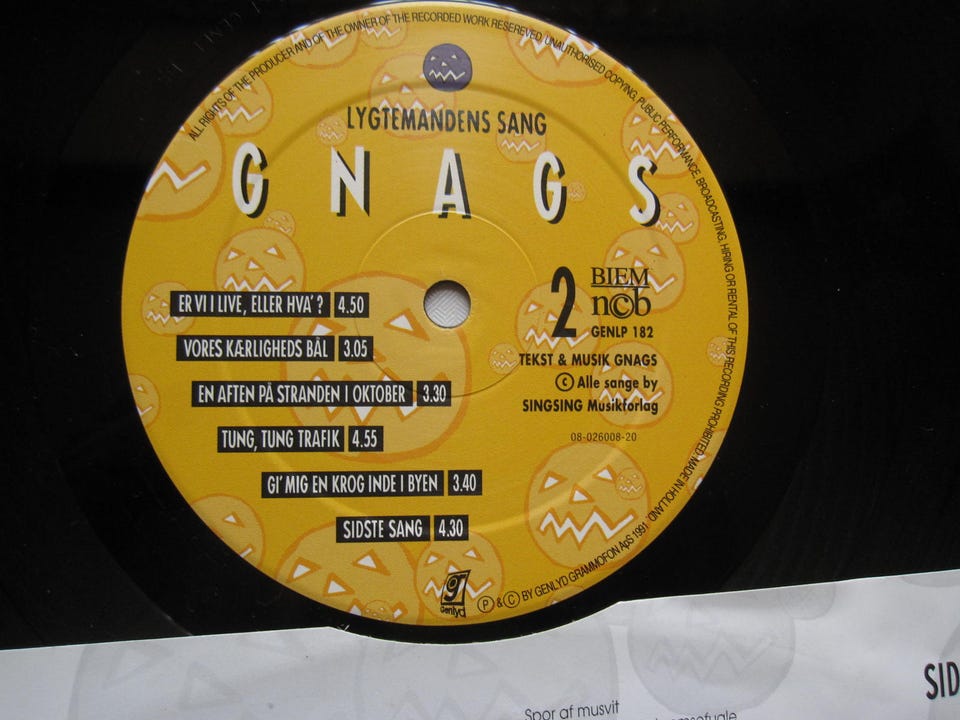 ALL RIGHTS OF THE PRODUCER AND OF THE OWNER OF THE RECORDED WORK RESEREVED. UNAUTHORISED COPYING, PUBLIC PERFORMANCE, BROADCASTING, HIRING OR RENTAL OF THIS RECORDING PROHIBITED MADE IN HOLLAND
LYGTEMANDENS SANG
GNAGS
ER VI I LIVE, ELLER HVA'? 4.50
VORES KÆRLIGHEDS BÅL 3.05
EN AFTEN PÅ STRANDEN I OKTOBER 3.30
TUNG, TUNG TRAFIK 4.55
GI' MIG EN KROG INDE I BYEN 3.40
SIDSTE SANG 4.30
2
BIEM
n©b
GENLP 182
TEKST & MUSIK GNAGS
© Alle sange by
SINGSING Musikforlag
08-026008-20
g
Genlyd
℗ & © BY GENLYD GRAMMOFON ApS 1991
SID
Spor af musvit